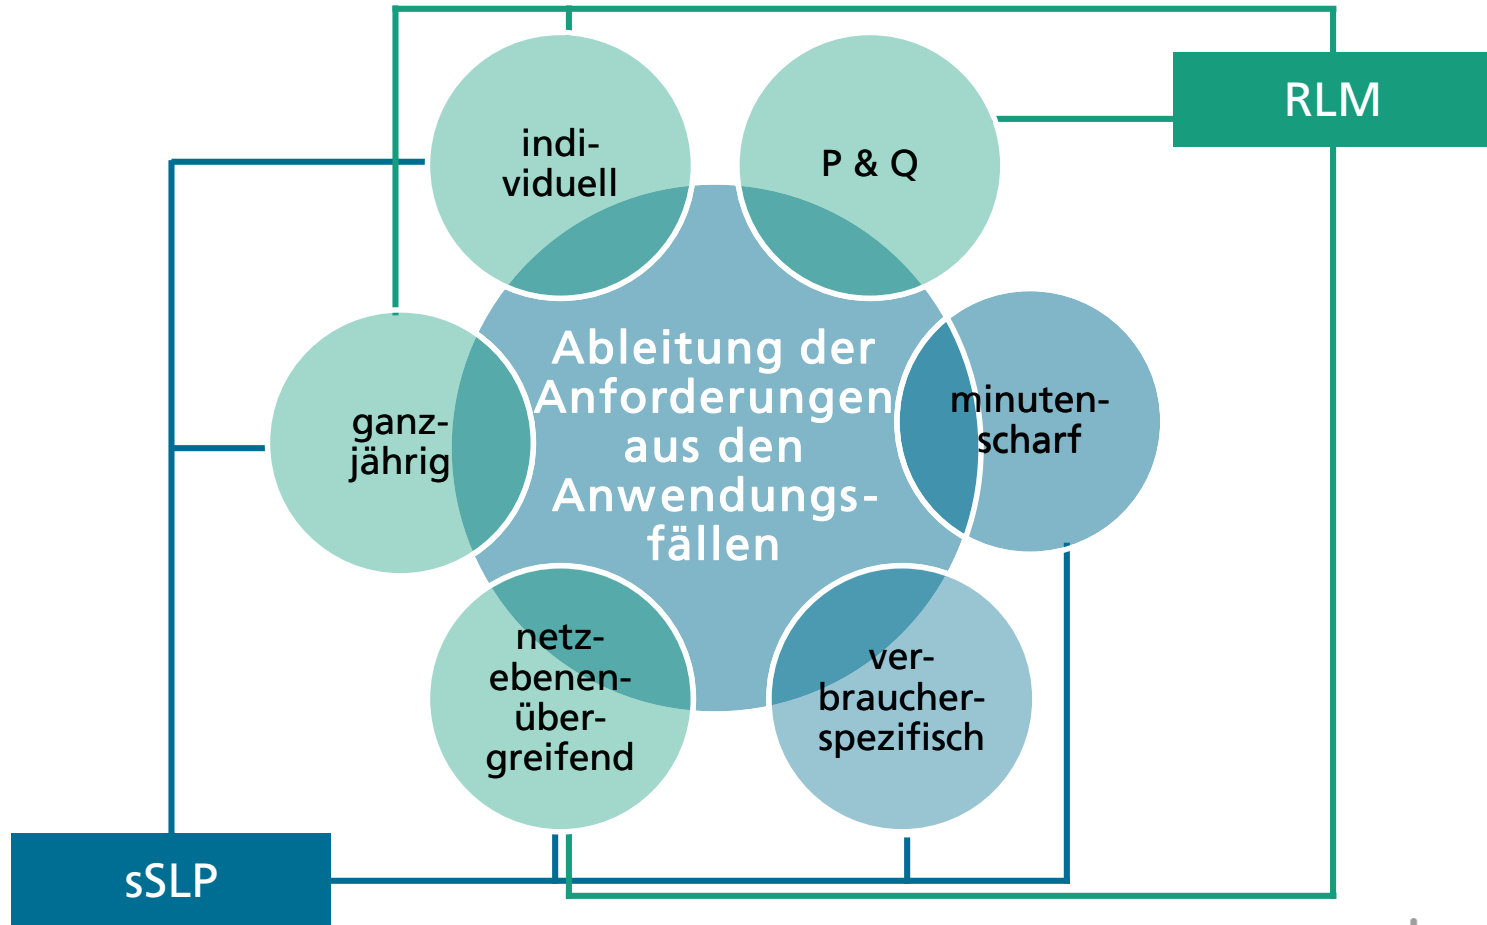 RLM
indi-
viduell
P & Q
Ableitung der
Anforderungen
aus den
Anwendungs-
fällen
minuten-
scharf
ganz-
jährig
netz-
ebenen-
über-
greifend
ver-
braucher-
spezifisch
sSLP